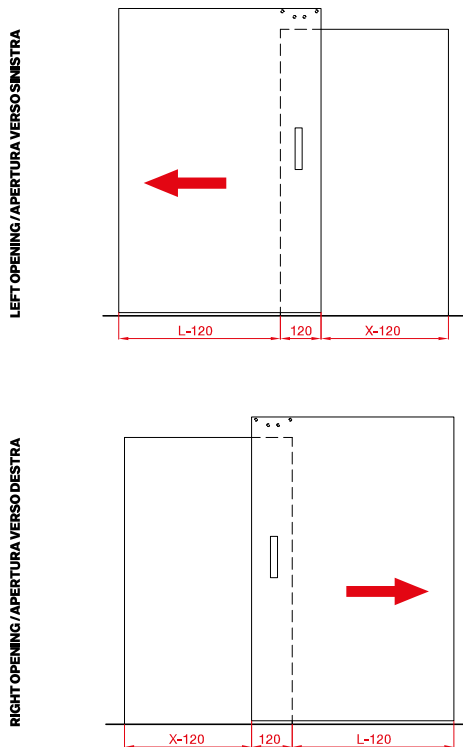 LEFT OPENING / APERTURA VERSO SINISTRA
L-120 120 X-120
RIGHT OPENING / APERTURA VERSO DESTRA
X-120 120 L-120